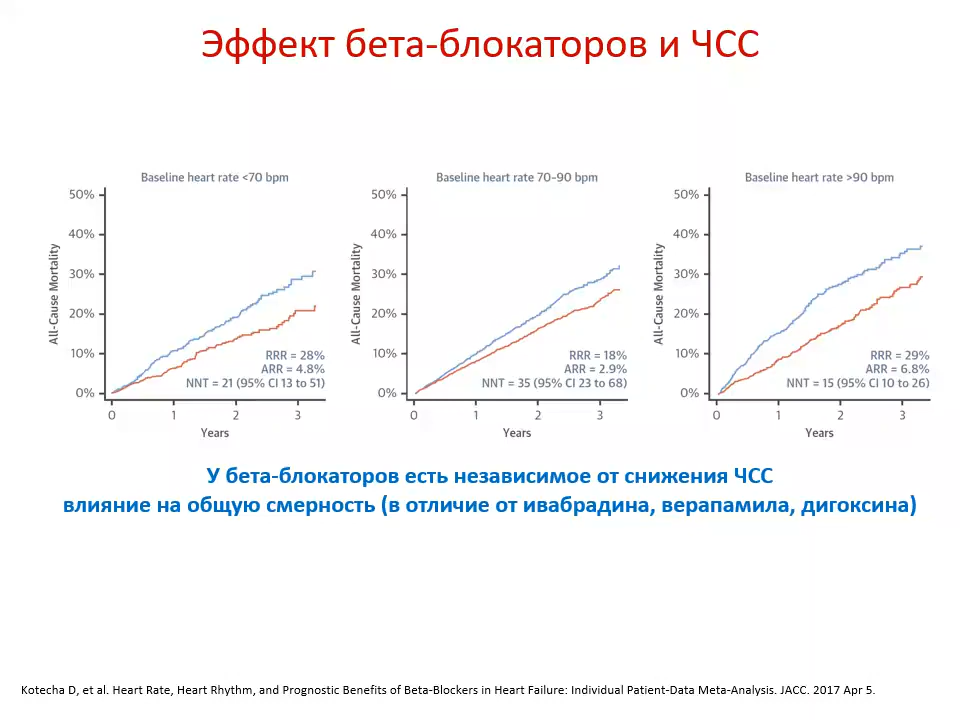 Эффект бета-блокаторов и ЧСС
Baseline heart rate <70 bpm
50%
40%
30%
20%
10%
0%
All-Cause Mortality
RRR = 28%
ARR = 4.8%
NNT = 21 (95% CI 13 to 51)
0 1 2 3
Years
Baseline heart rate 70–90 bpm
50%
40%
30%
20%
10%
0%
All-Cause Mortality
RRR = 18%
ARR = 2.9%
NNT = 35 (95% CI 23 to 68)
0 1 2 3
Years
Baseline heart rate >90 bpm
50%
40%
30%
20%
10%
0%
All-Cause Mortality
RRR = 29%
ARR = 6.8%
NNT = 15 (95% CI 10 to 26)
0 1 2 3
Years
У бета-блокаторов есть независимое от снижения ЧСС
влияние на общую смерность (в отличие от ивабрадина, верапамила, дигоксина)
Kotecha D, et al. Heart Rate, Heart Rhythm, and Prognostic Benefits of Beta-Blockers in Heart Failure: Individual Patient-Data Meta-Analysis. JACC. 2017 Apr 5.